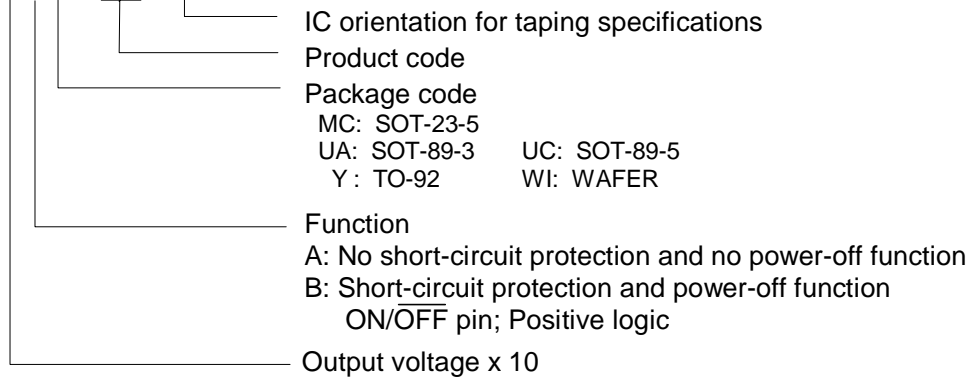 IC orientation for taping specifications
Product code
Package code
MC: SOT-23-5
UA: SOT-89-3 UC: SOT-89-5
Y : TO-92 WI: WAFER
Function
A: No short-circuit protection and no power-off function
B: Short-circuit protection and power-off function
ON/OFF pin; Positive logic
Output voltage x 10